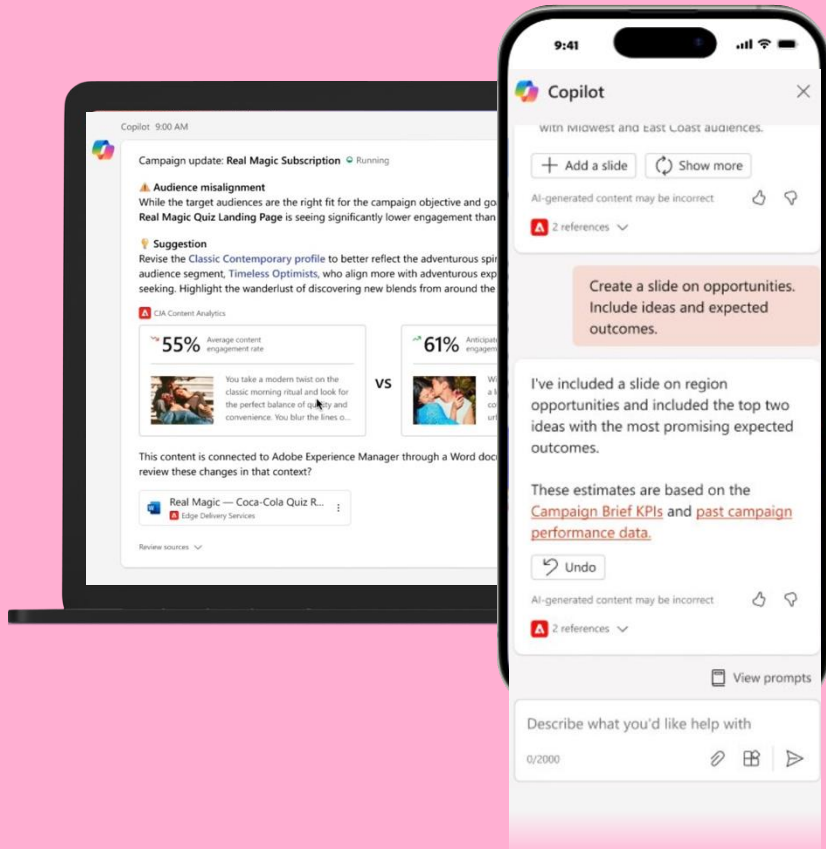 Copilot 9:00 AM
Campaign update: Real Magic Subscription Running
Audience misalignment
While the target audiences are the right fit for the campaign objective and
Real Magic Quiz Landing Page is seeing significantly lower engagement than
Suggestion
Revise the Classic Contemporary profile to better reflect the adventurous
audience segment, Timeless Optimists, who align more with adventurous
seeking. Highlight the wanderlust of discovering new blends from around the
CJA Content Analytics
55% Average content
engagement rate
You take a modern twist on the
classic morning ritual and look for
the perfect balance of quality and
convenience. You blur the lines o...
VS
61%
This content is connected to Adobe Experience Manager through a Word
review these changes in that context?
Real Magic — Coca-Cola Quiz R...
Edge Delivery Services
Review sources
9:41
Copilot
with Midwest and East Coast audiences.
Add a slide
Show more
AI-generated content may be incorrect
2 references
Create a slide on opportunities.
Include ideas and expected
outcomes.
I've included a slide on region
opportunities and included the top two
ideas with the most promising expected
outcomes.
These estimates are based on the
Campaign Brief KPIs and past campaign
performance data.
Undo
AI-generated content may be incorrect
2 references
View prompts
Describe what you'd like help with
0/2000